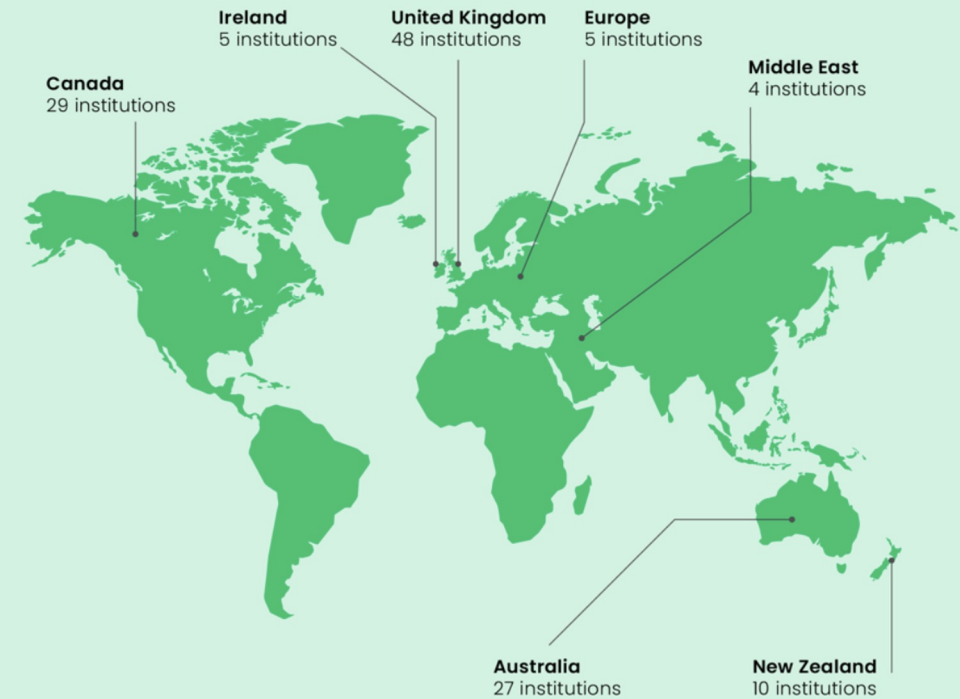 Ireland
5 institutions
United Kingdom
48 institutions
Europe
5 institutions
Middle East
4 institutions
Canada
29 institutions
Australia
27 institutions
New Zealand
10 institutions